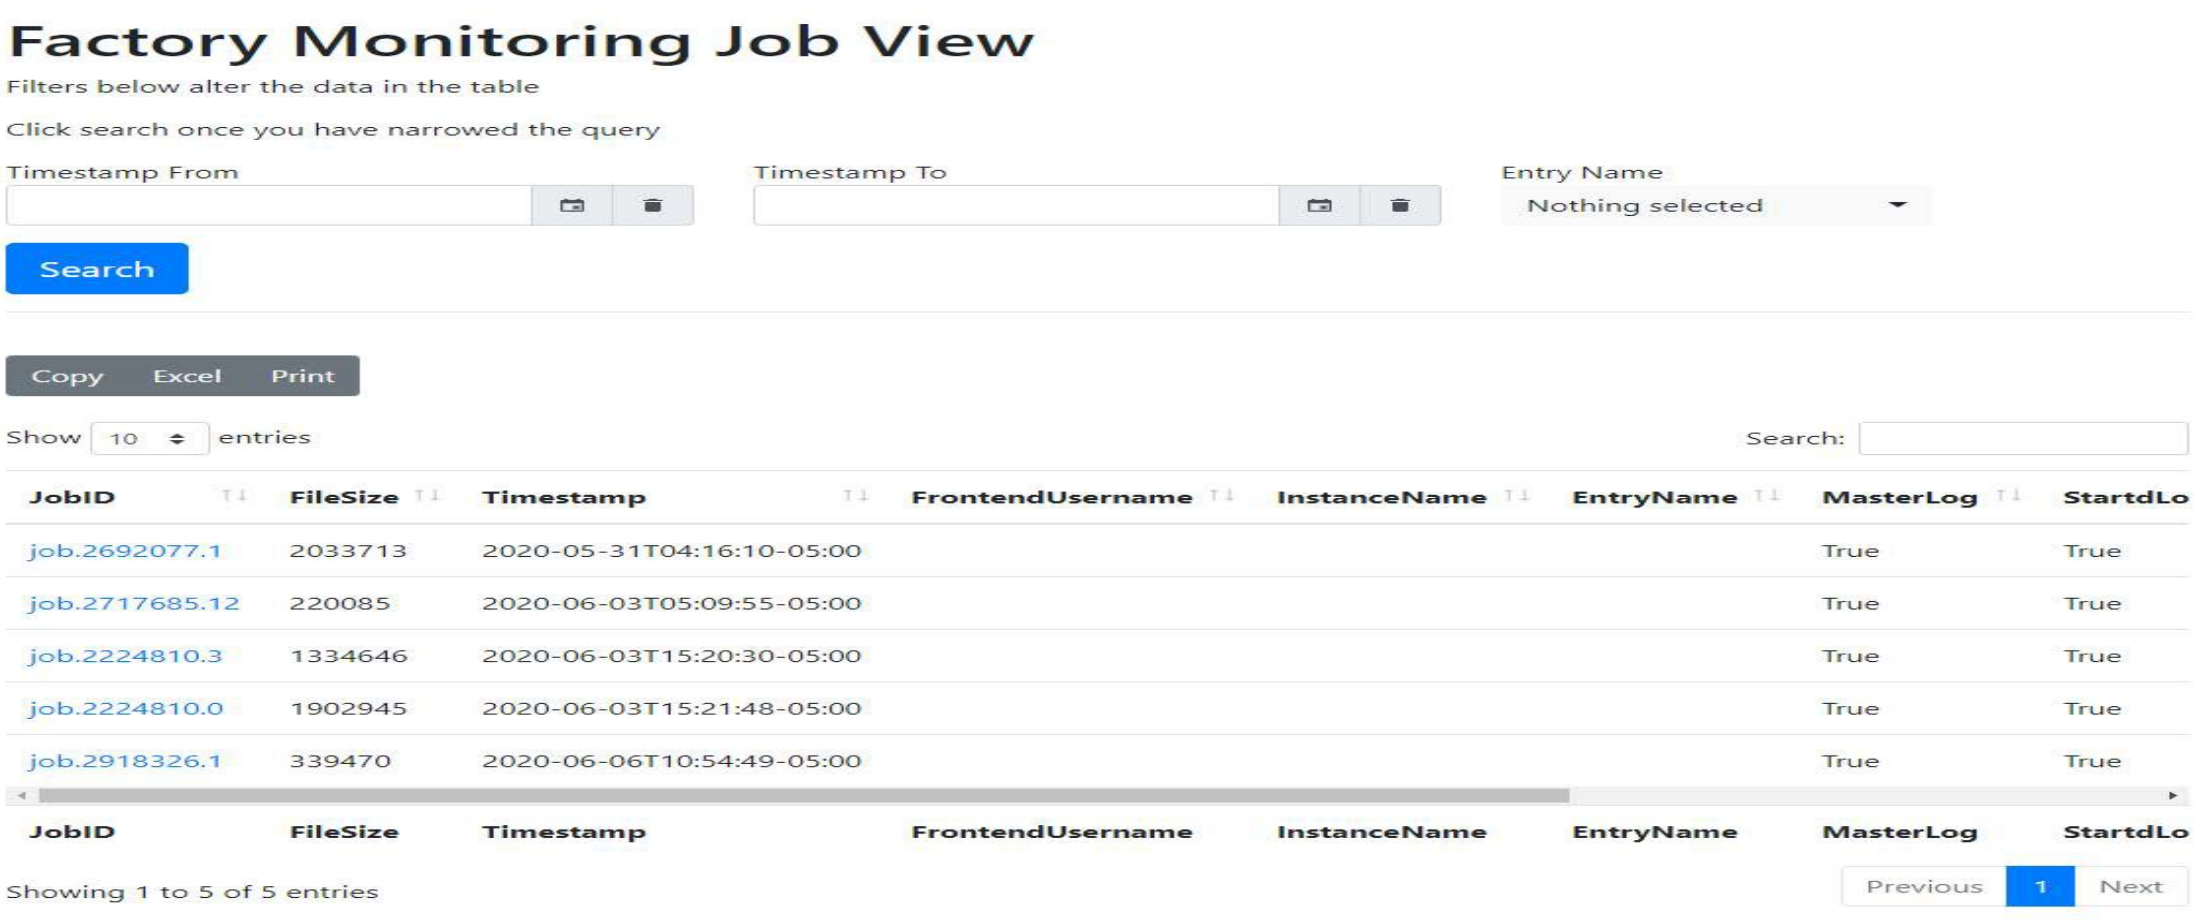 Factory Monitoring Job View
Filters below alter the data in the table
Click search once you have narrowed the query
Timestamp From Timestamp To Entry Name
Nothing selected
Search
Copy Excel Print
Show 10 entries Search:
JobID FileSize Timestamp FrontendUsername InstanceName EntryName MasterLog StartdLo
job.2692077.1 2033713 2020-05-31T04:16:10-05:00 True True
job.2717685.12 220085 2020-06-03T05:09:55-05:00 True True
job.2224810.3 1334646 2020-06-03T15:20:30-05:00 True True
job.2224810.0 1902945 2020-06-03T15:21:48-05:00 True True
job.2918326.1 339470 2020-06-06T10:54:49-05:00 True True
JobID FileSize Timestamp FrontendUsername InstanceName EntryName MasterLog StartdLo
Showing 1 to 5 of 5 entries Previous 1 Next